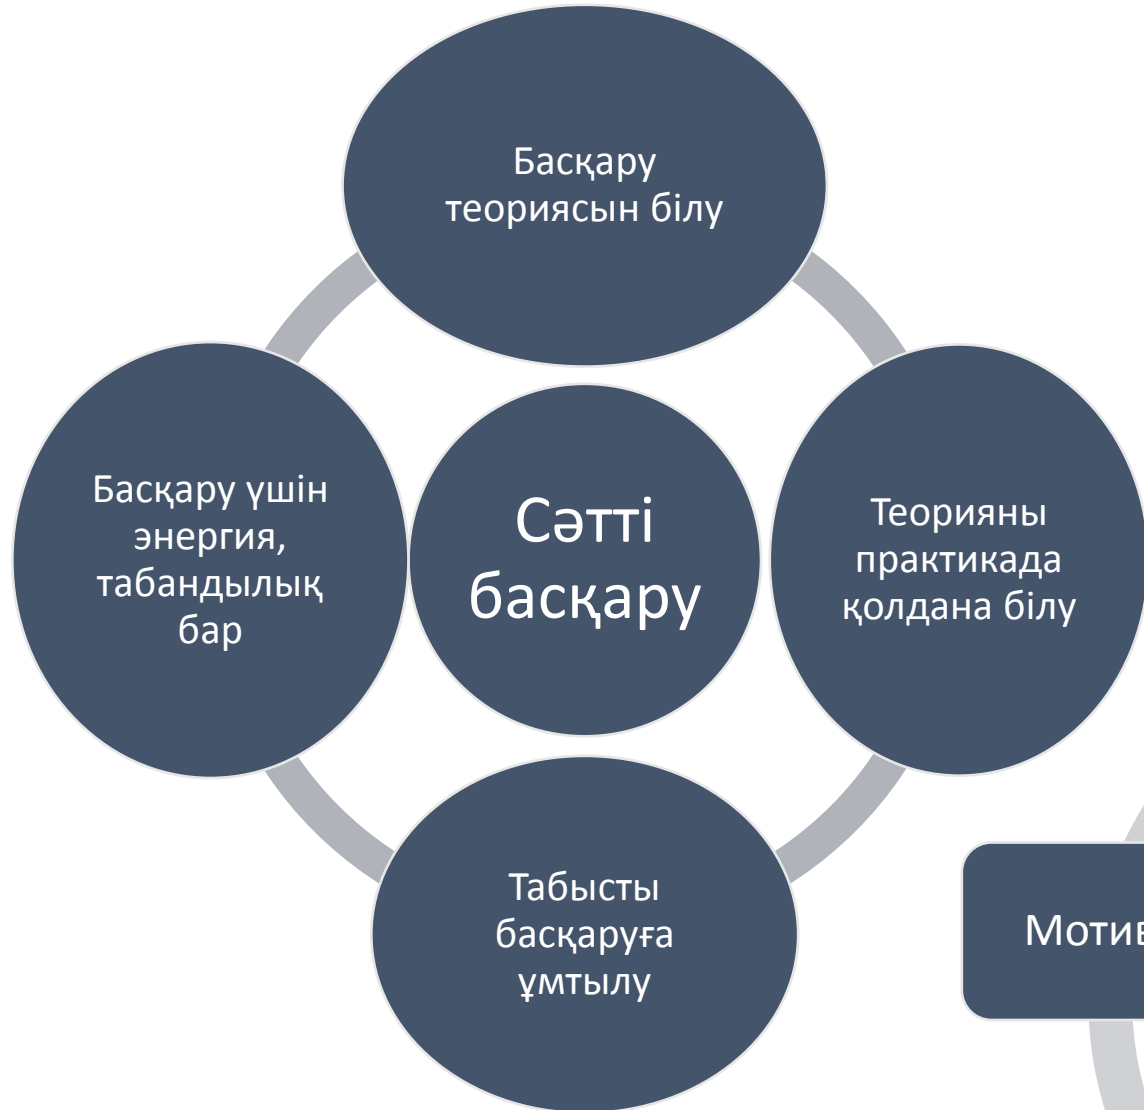 Басқару
теориясын білу
Басқару үшін
энергия,
табандылық
бар
Сәтті
басқару
Теорияны
практикада
қолдана білу
Табысты
басқаруға
ұмтылу